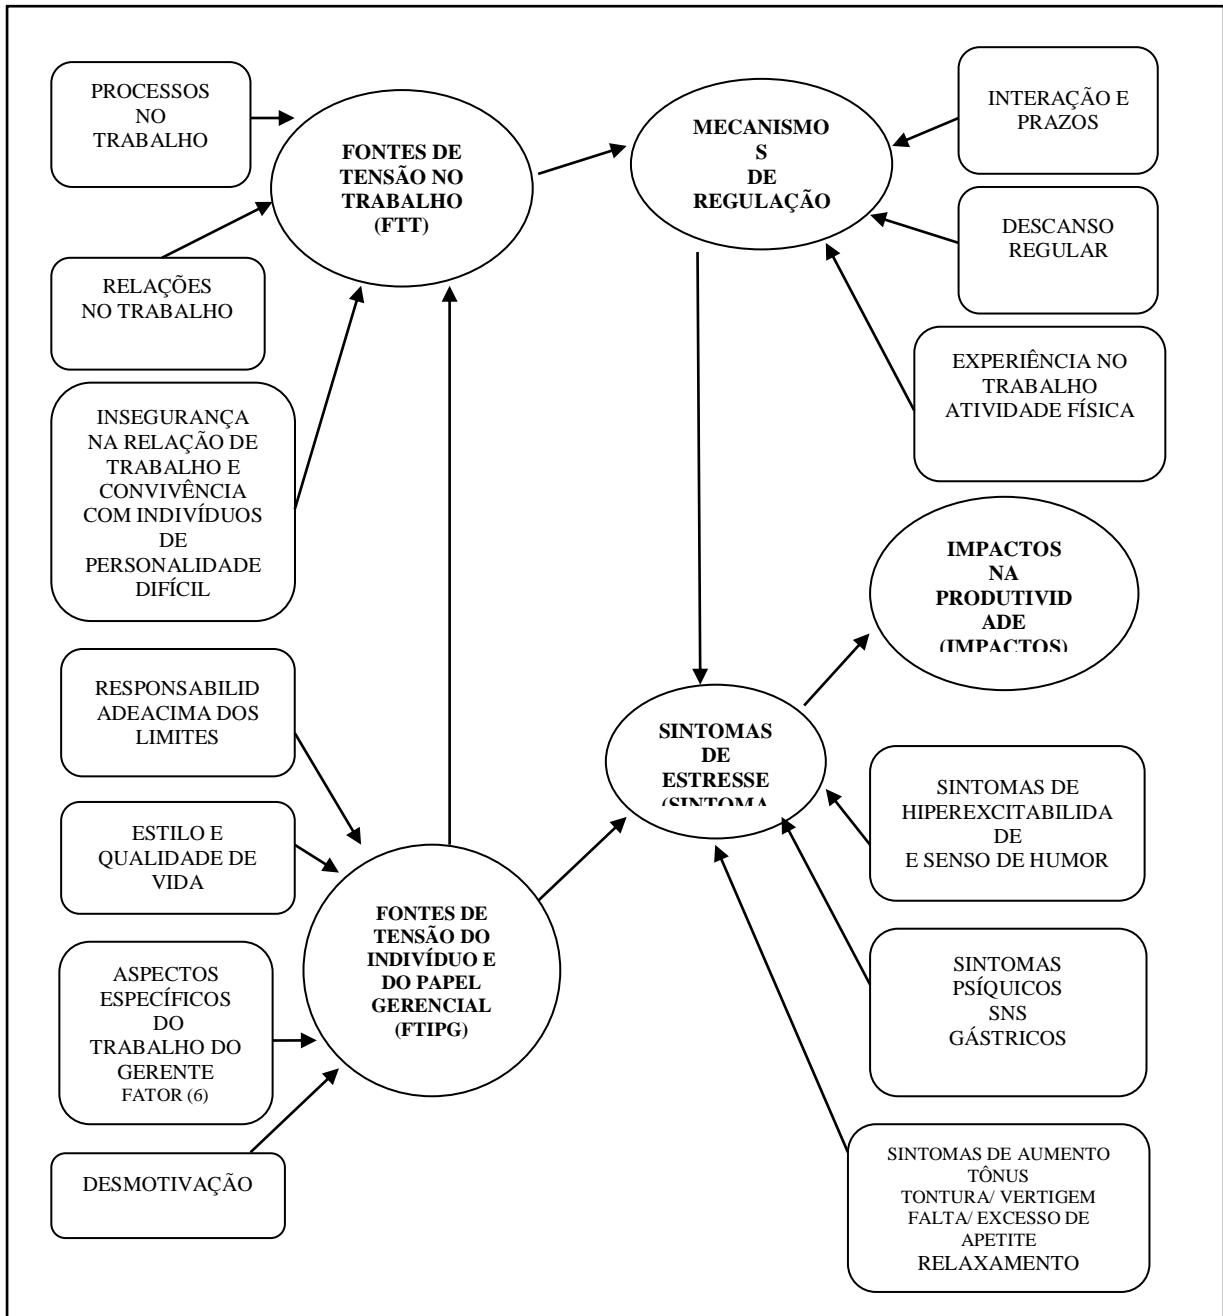 PROCESSOS
NO
TRABALHO
RELAÇÕES
NO TRABALHO
INSEGURANÇA
NA RELAÇÃO DE
TRABALHO E
CONVIVÊNCIA
COM INDIVÍDUOS
DE
PERSONALIDADE
DIFÍCIL
RESPONSABILID
ADEACIMA DOS
LIMITES
ESTILO E
QUALIDADE DE
VIDA
ASPECTOS
ESPECÍFICOS
DO
TRABALHO DO
GERENTE
FATOR (6)
DESMOTIVAÇÃO
FONTES DE
TENSÃO NO
TRABALHO
(FTT)
FONTES DE
TENSÃO DO
INDIVÍDUO E
DO PAPEL
GERENCIAL
(FTIPG)
MECANISMO
S
DE
REGULAÇÃO
SINTOMAS
DE
ESTRESSE
(SINTOMA
INTERAÇÃO E
PRAZOS
DESCANSO
REGULAR
EXPERIÊNCIA NO
TRABALHO
ATIVIDADE FÍSICA
IMPACTOS
NA
PRODUTIVID
ADE
(IMPACTOS)
SINTOMAS DE
HIPEREXCITABILIDA
DE
E SENSO DE HUMOR
SINTOMAS
PSÍQUICOS
SNS
GÁSTRICOS
SINTOMAS DE AUMENTO
TÔNUS
TONTURA/ VERTIGEM
FALTA/ EXCESSO DE
APETITE
RELAXAMENTO